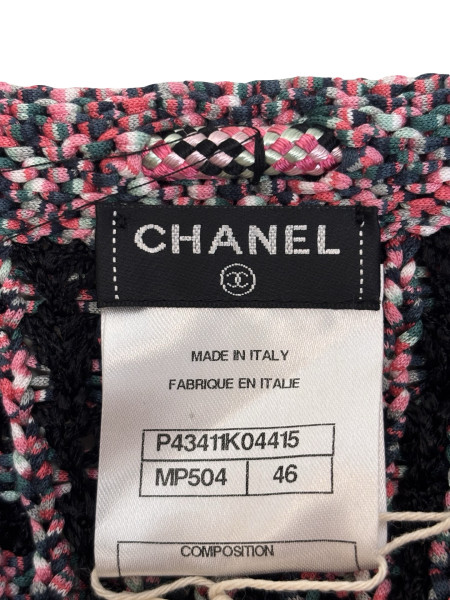 CHANEL
MADE IN ITALY
FABRIQUE EN ITALIE
P43411K04415
MP504 46
COMPOSITION